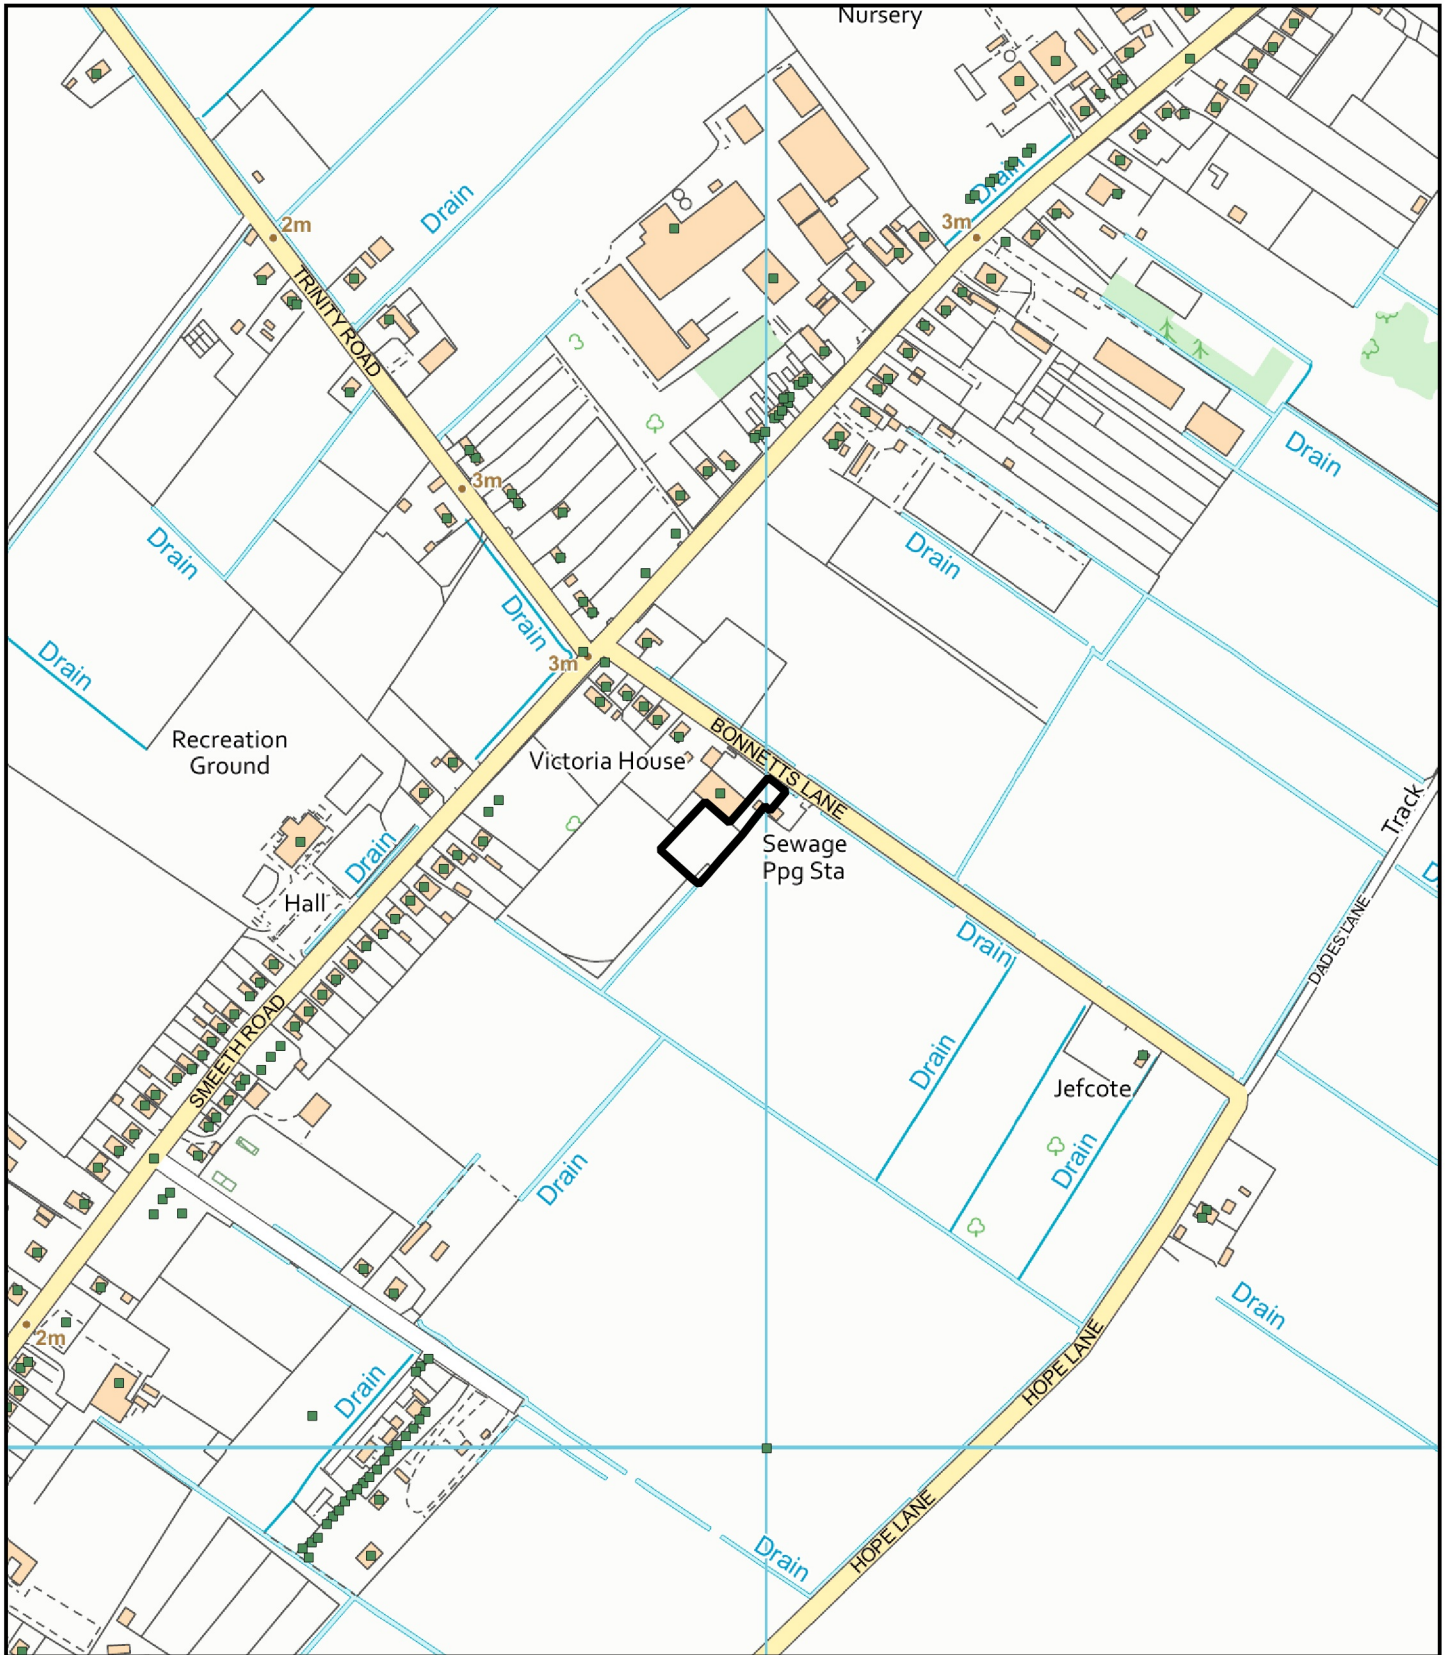 Nursery
Drain
Drain
2m
3m
TRINITY ROAD
Drain
3m
Drain
Drain
Drain
Drain
3m
Recreation
Ground
Victoria House
BONNETTS LANE
Track
Sewage
Ppg Sta
Drain
D
Hall
Drain
DADES LANE
SMEETH ROAD
Drain
Jefcote
Drain
Drain
Drain
2m
HOPE LANE
Drain
HOPE LANE
Drain